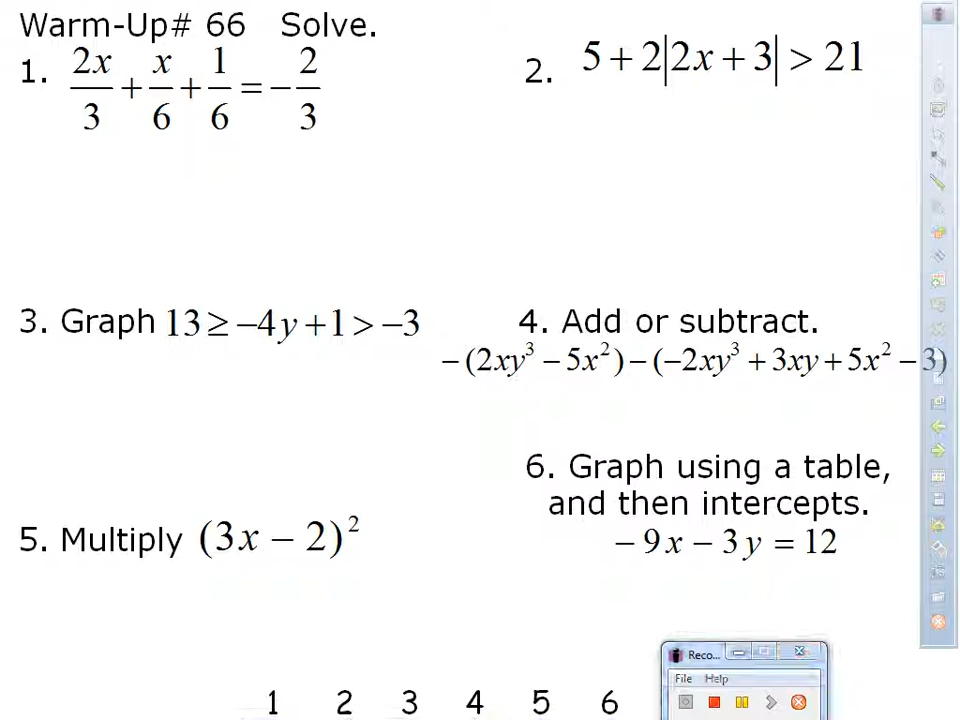 Warm-Up# 66 Solve.
1. 2x/3 + x/6 + 1/6 = -2/3
2. 5 + 2|2x + 3| > 21
3. Graph 13 ≥ -4y + 1 > -3
4. Add or subtract.
-(2xy³ - 5x²) - (-2xy³ + 3xy + 5x² - 3)
5. Multiply (3x - 2)²
6. Graph using a table,
and then intercepts.
-9x - 3y = 12
1 2 3 4 5 6
Reco...
File Help